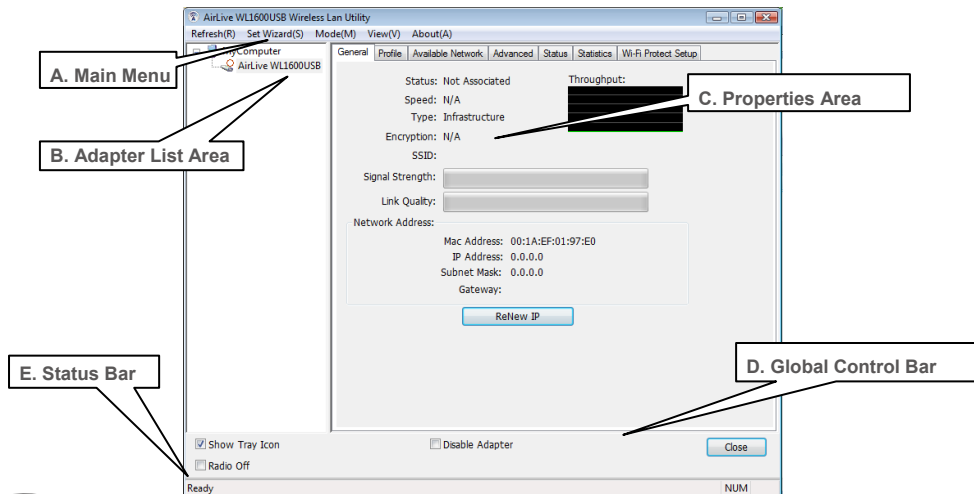 AirLive WL1600USB Wireless Lan Utility
Refresh(R) Set Wizard(S) Mode(M) View(V) About(A)
A. Main Menu
AirLive WL1600USB
B. Adapter List Area
General Profile Available Network Advanced Status Statistics Wi-Fi Protect Setup
Status: Not Associated
Throughput:
Speed: N/A
Type: Infrastructure
Encryption: N/A
SSID:
C. Properties Area
Signal Strength:
Link Quality:
Network Address:
Mac Address: 00:1A:EF:01:97:E0
IP Address: 0.0.0.0
Subnet Mask: 0.0.0.0
Gateway:
ReNew IP
E. Status Bar
D. Global Control Bar
Show Tray Icon
Disable Adapter
Close
Radio Off
Ready
NUM